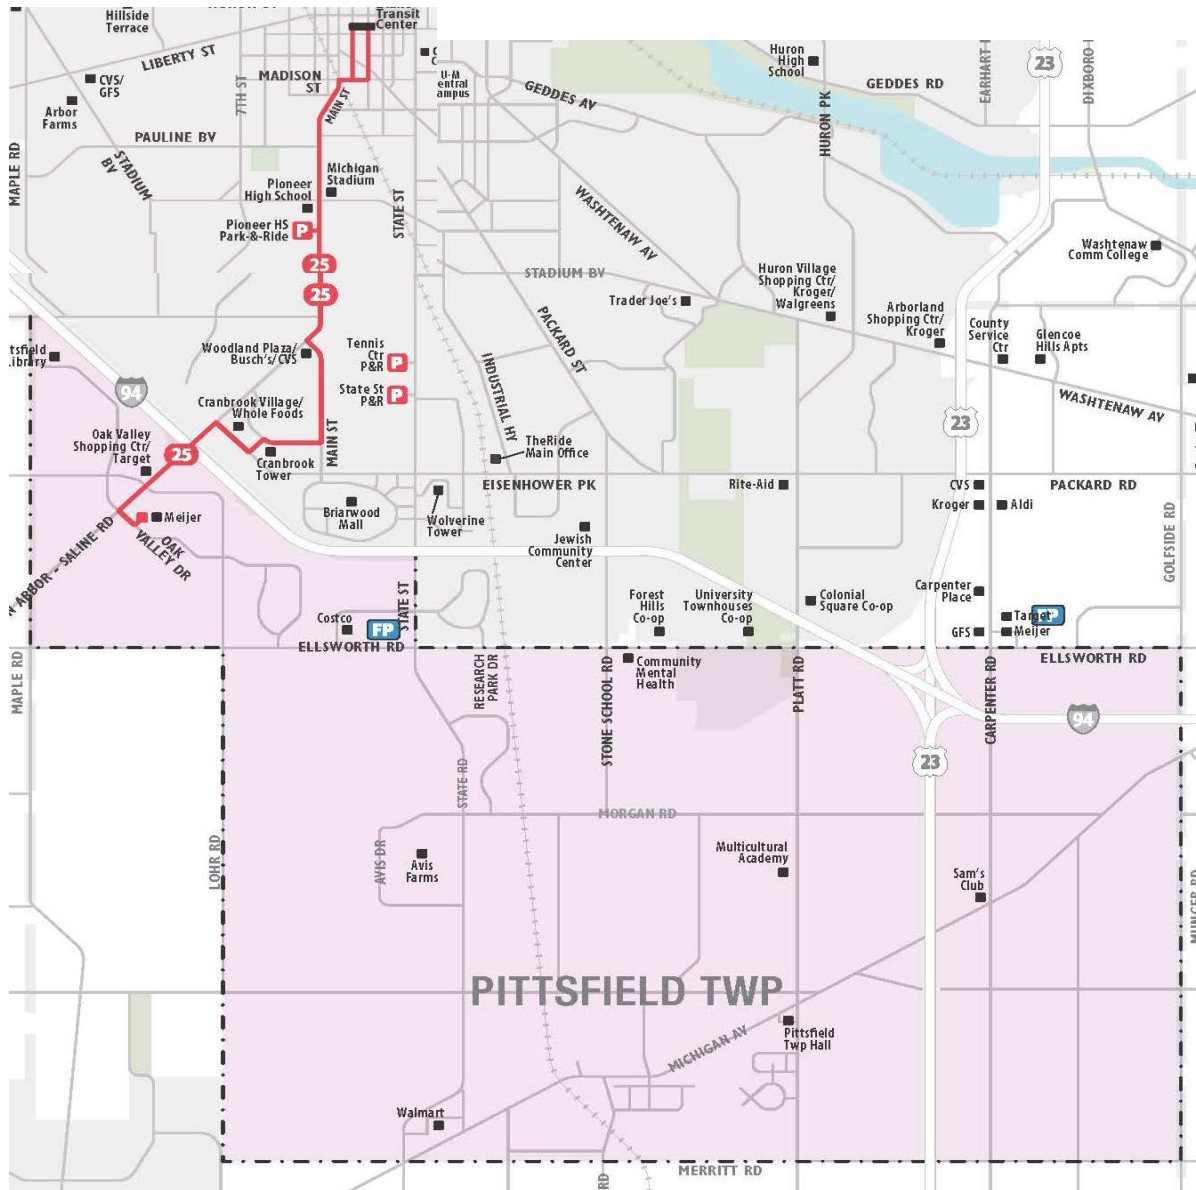 Hillside
Terrace
Transit
Center
LIBERTY ST
CVS/
GFS
Arbor
Farms
7TH ST
MADISON
ST
MAIN ST
U-M
Huron
High
School
GEDDES AV
GEDDES RD
EARHART
DIXBORO
23
HURON PK
MAPLE RD
PAULINE BV
STADIUM
BV
Michigan
Stadium
Pioneer
High School
Pioneer HS
Park-&-Ride
P
STATE ST
25
25
WASHTENAW AV
STADIUM BV
Washtenaw
Comm College
Trader Joe's
Huron Village
Shopping Ctr/
Kroger/
Walgreens
Arborland
Shopping Ctr/
Kroger
County
Service
Ctr
Glencoe
Hills Apts
WASHTENAW AV
PACKARD ST
Woodland Plaza/
Busch's/CVS
Tennis
Ctr
P&R
P
State St
P&R
P
INDUSTRIAL HY
94
Cranbrook Village/
Whole Foods
Oak Valley
Shopping Ctr/
Target
25
Cranbrook
Tower
MAIN ST
TheRide
Main Office
23
EISENHOWER PK
Rite-Aid
CVS
PACKARD RD
Kroger
Aldi
Briarwood
Mall
Wolverine
Tower
Meijer
OAK
VALLEY DR
ARBOR - SALINE RD
Jewish
Community
Center
GOLFSIDE RD
STATE ST
Forest
Hills
Co-op
University
Townhouses
Co-op
Colonial
Square Co-op
Carpenter
Place
Target
FP
GFS
Meijer
Costco
FP
ELLSWORTH RD
ELLSWORTH RD
MAPLE RD
RESEARCH
PARK DR
STONE SCHOOL RD
Community
Mental
Health
PLATT RD
CARPENTER RD
94
23
STATE RD
MORGAN RD
LOHR RD
AVIS DR
Avis
Farms
Multicultural
Academy
Sam's
Club
MUNGER RD
PITTSFIELD TWP
MICHIGAN AV
Pittsfield
Twp Hall
Walmart
MERRITT RD
RD